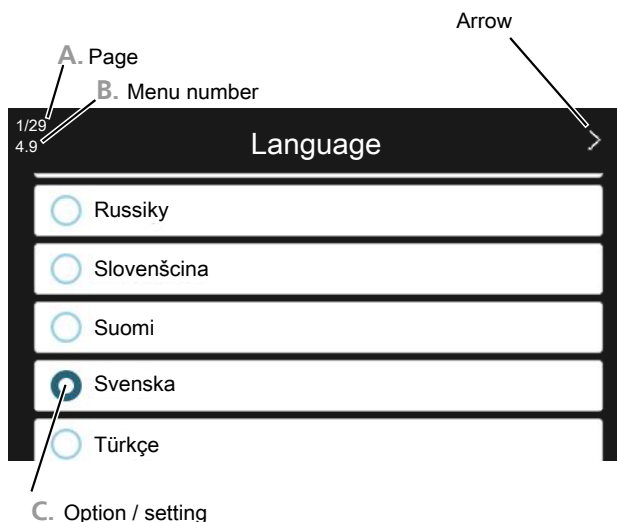 Arrow
A. Page
B. Menu number
1/29
4.9
Language
Russiky
Slovenšcina
Suomi
Svenska
Türkçe
C. Option / setting